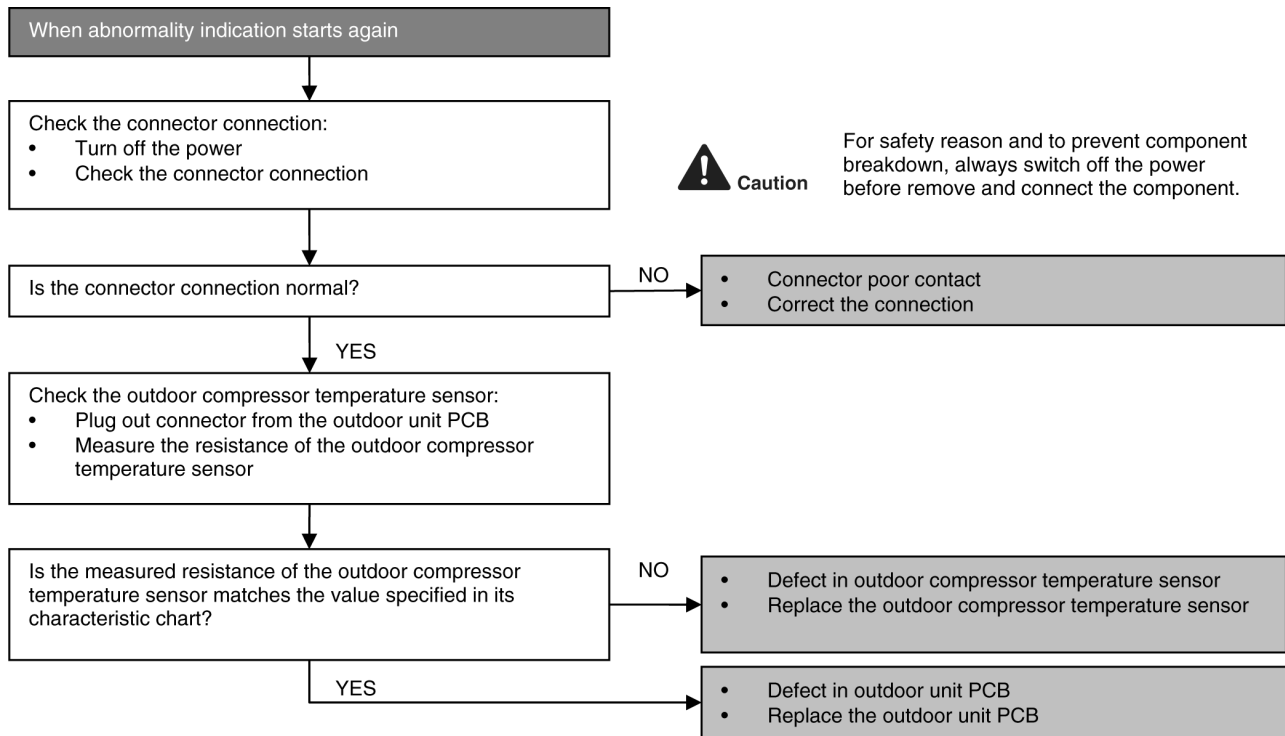 When abnormality indication starts again
Check the connector connection:
• Turn off the power
• Check the connector connection
Caution
For safety reason and to prevent component
breakdown, always switch off the power
before remove and connect the component.
Is the connector connection normal?
NO
• Connector poor contact
• Correct the connection
YES
Check the outdoor compressor temperature sensor:
• Plug out connector from the outdoor unit PCB
• Measure the resistance of the outdoor compressor
temperature sensor
Is the measured resistance of the outdoor compressor
temperature sensor matches the value specified in its
characteristic chart?
NO
• Defect in outdoor compressor temperature sensor
• Replace the outdoor compressor temperature sensor
YES
• Defect in outdoor unit PCB
• Replace the outdoor unit PCB